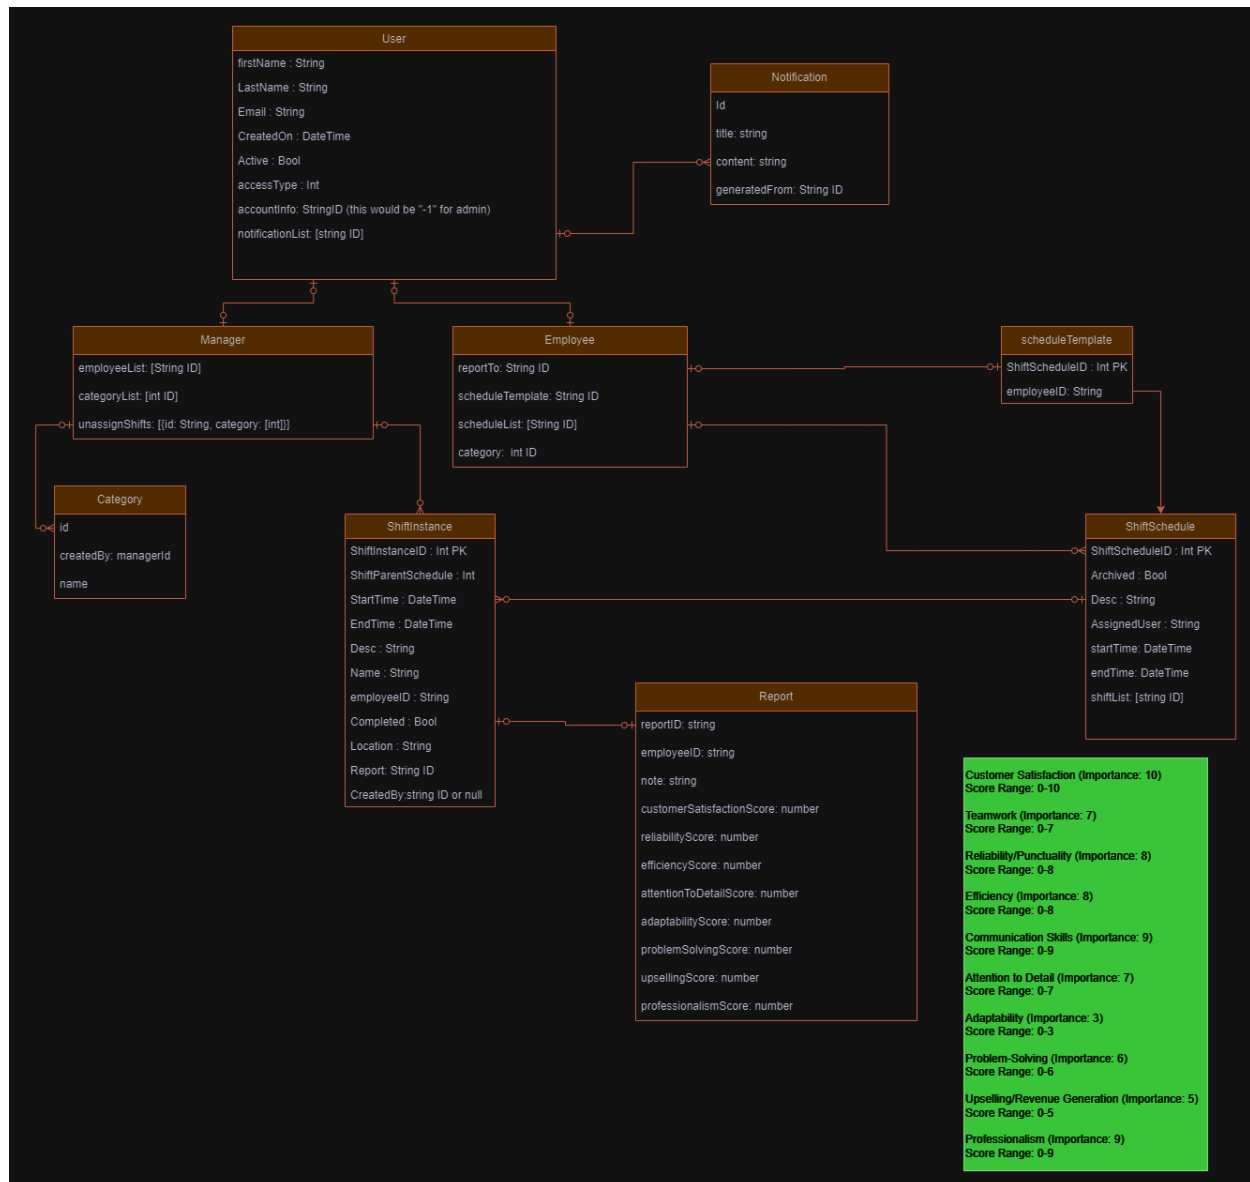 User
firstName : String
LastName : String
Email : String
CreatedOn : DateTime
Active : Bool
accessType : Int
accountInfo: StringID (this would be "-1" for admin)
notificationList: [string ID]
Notification
Id
title: string
content: string
generatedFrom: String ID
Manager
employeeList: [String ID]
categoryList: [int ID]
unassignShifts: [{id: String, category: [int]}]
Employee
reportTo: String ID
scheduleTemplate: String ID
scheduleList: [String ID]
category:  int ID
scheduleTemplate
ShiftScheduleID : Int PK
employeeID: String
Category
id
createdBy: managerId
name
ShiftInstance
ShiftInstanceID : Int PK
ShiftParentSchedule : Int
StartTime : DateTime
EndTime : DateTime
Desc : String
Name : String
employeeID : String
Completed : Bool
Location : String
Report: String ID
CreatedBy:string ID or null
ShiftSchedule
ShiftScheduleID : Int PK
Archived : Bool
Desc : String
AssignedUser : String
startTime: DateTime
endTime: DateTime
shiftList: [string ID]
Report
reportID: string
employeeID: string
note: string
customerSatisfactionScore: number
reliabilityScore: number
efficiencyScore: number
attentionToDetailScore: number
adaptabilityScore: number
problemSolvingScore: number
upsellingScore: number
professionalismScore: number
Customer Satisfaction (Importance: 10)
Score Range: 0-10
Teamwork (Importance: 7)
Score Range: 0-7
Reliability/Punctuality (Importance: 8)
Score Range: 0-8
Efficiency (Importance: 8)
Score Range: 0-8
Communication Skills (Importance: 9)
Score Range: 0-9
Attention to Detail (Importance: 7)
Score Range: 0-7
Adaptability (Importance: 3)
Score Range: 0-3
Problem-Solving (Importance: 6)
Score Range: 0-6
Upselling/Revenue Generation (Importance: 5)
Score Range: 0-5
Professionalism (Importance: 9)
Score Range: 0-9